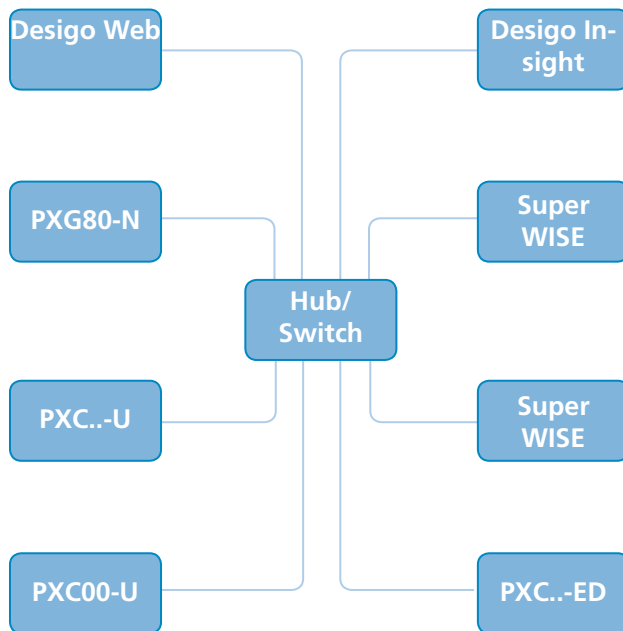 Desigo Web
Desigo In-
sight
PXG80-N
Super
WISE
Hub/
Switch
PXC..-U
Super
WISE
PXC00-U
PXC..-ED